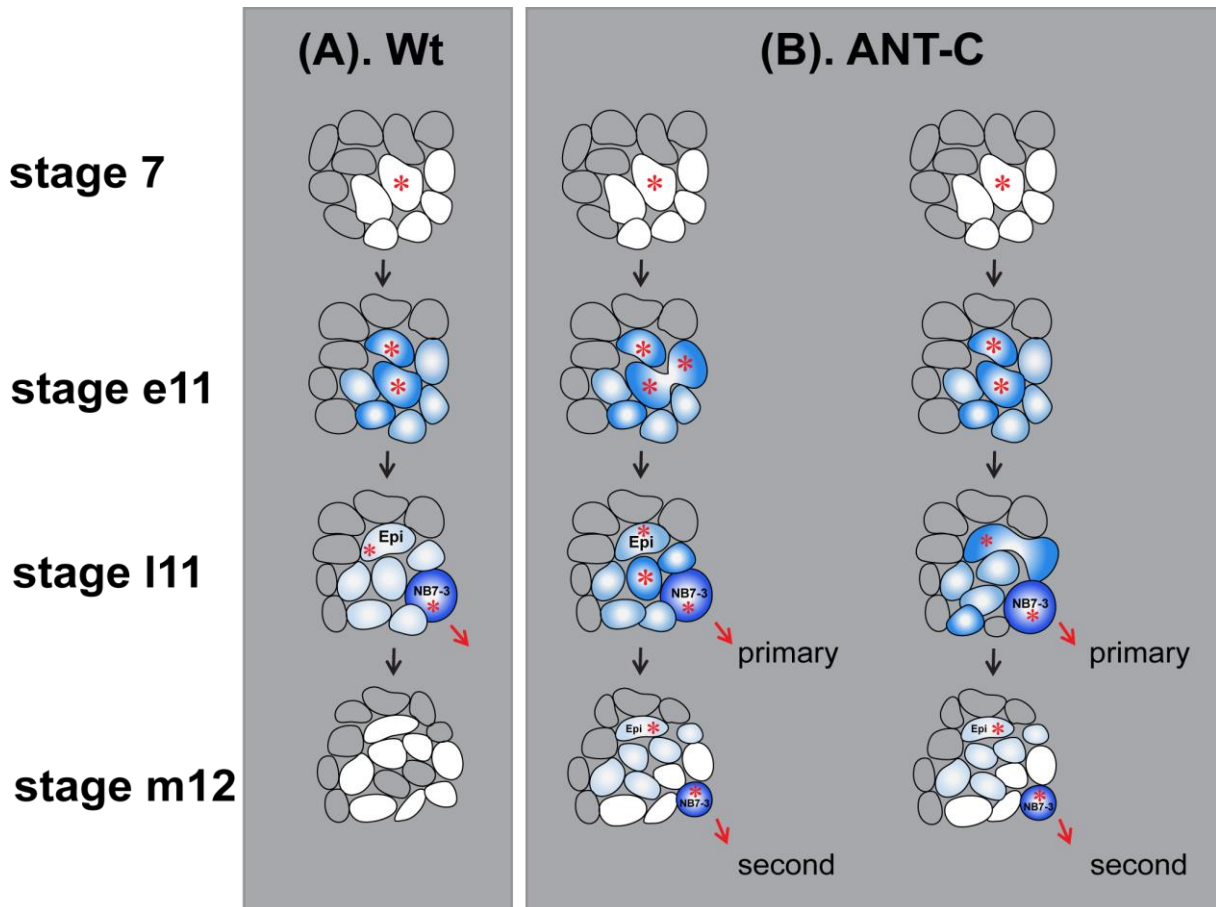 (A). Wt
(B). ANT-C
stage 7
*
*
*
stage e11
*
*
*
*
*
*
*
stage l11
Epi
*
NB7-3
*
Epi
*
*
NB7-3
*
primary
*
NB7-3
*
primary
stage m12
Epi *
*
NB7-3
second
Epi *
*
NB7-3
second